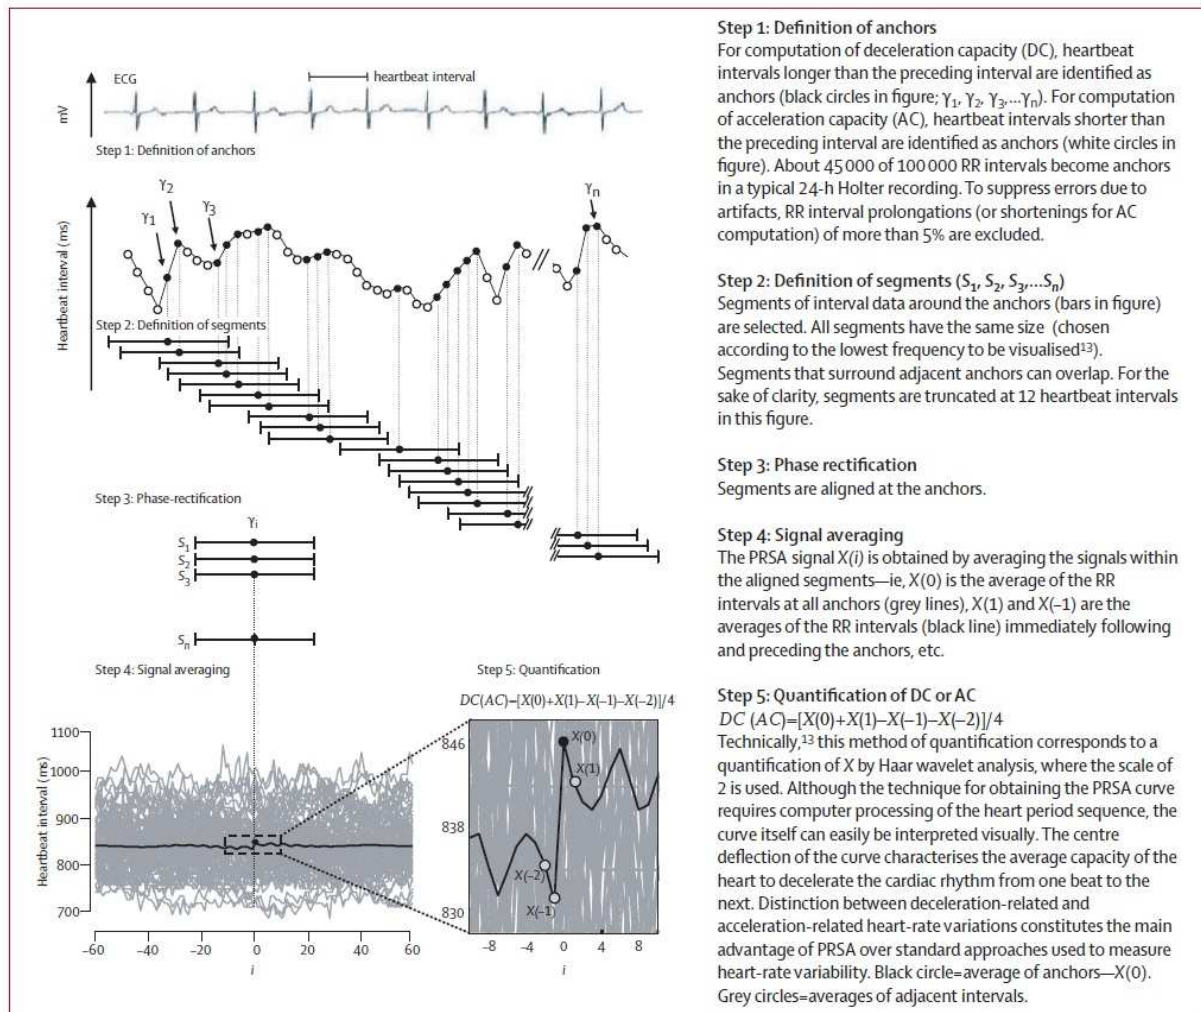 ECG
heartbeat interval
mV
Step 1: Definition of anchors
γ1
γ2
γ3
γn
Heartbeat interval (ms)
Step 2: Definition of segments
Step 3: Phase-rectification
γi
S1
S2
S3
Sn
Step 4: Signal averaging
1100
1000
900
800
700
Heartbeat interval (ms)
–60 –40 –20 0 20 40 60
i
Step 5: Quantification
DC(AC)=[X(0)+X(1)–X(–1)–X(–2)]/4
846
838
830
X(0)
X(1)
X(–2)
X(–1)
–8 –4 0 4 8
i
Step 1: Definition of anchors
For computation of deceleration capacity (DC), heartbeat
intervals longer than the preceding interval are identified as
anchors (black circles in figure; γ1, γ2, γ3,...γn). For computation
of acceleration capacity (AC), heartbeat intervals shorter than
the preceding interval are identified as anchors (white circles in
figure). About 45 000 of 100 000 RR intervals become anchors
in a typical 24-h Holter recording. To suppress errors due to
artifacts, RR interval prolongations (or shortenings for AC
computation) of more than 5% are excluded.
Step 2: Definition of segments (S1, S2, S3,...Sn)
Segments of interval data around the anchors (bars in figure)
are selected. All segments have the same size (chosen
according to the lowest frequency to be visualised13).
Segments that surround adjacent anchors can overlap. For the
sake of clarity, segments are truncated at 12 heartbeat intervals
in this figure.
Step 3: Phase rectification
Segments are aligned at the anchors.
Step 4: Signal averaging
The PRSA signal X(i) is obtained by averaging the signals within
the aligned segments—ie, X(0) is the average of the RR
intervals at all anchors (grey lines), X(1) and X(–1) are the
averages of the RR intervals (black line) immediately following
and preceding the anchors, etc.
Step 5: Quantification of DC or AC
DC (AC)=[X(0)+X(1)–X(–1)–X(–2)]/4
Technically,13 this method of quantification corresponds to a
quantification of X by Haar wavelet analysis, where the scale of
2 is used. Although the technique for obtaining the PRSA curve
requires computer processing of the heart period sequence, the
curve itself can easily be interpreted visually. The centre
deflection of the curve characterises the average capacity of the
heart to decelerate the cardiac rhythm from one beat to the
next. Distinction between deceleration-related and
acceleration-related heart-rate variations constitutes the main
advantage of PRSA over standard approaches used to measure
heart-rate variability. Black circle=average of anchors—X(0).
Grey circles=averages of adjacent intervals.